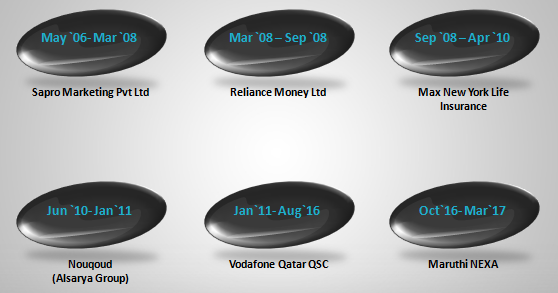 May `06- Mar `08
Mar `08 – Sep `08
Sep `08 – Apr `10
Sapro Marketing Pvt Ltd
Reliance Money Ltd
Max New York Life
Insurance
Jun `10- Jan`11
Jan`11- Aug`16
Oct`16- Mar`17
Nouqoud
(Alsarya Group)
Vodafone Qatar QSC
Maruthi NEXA